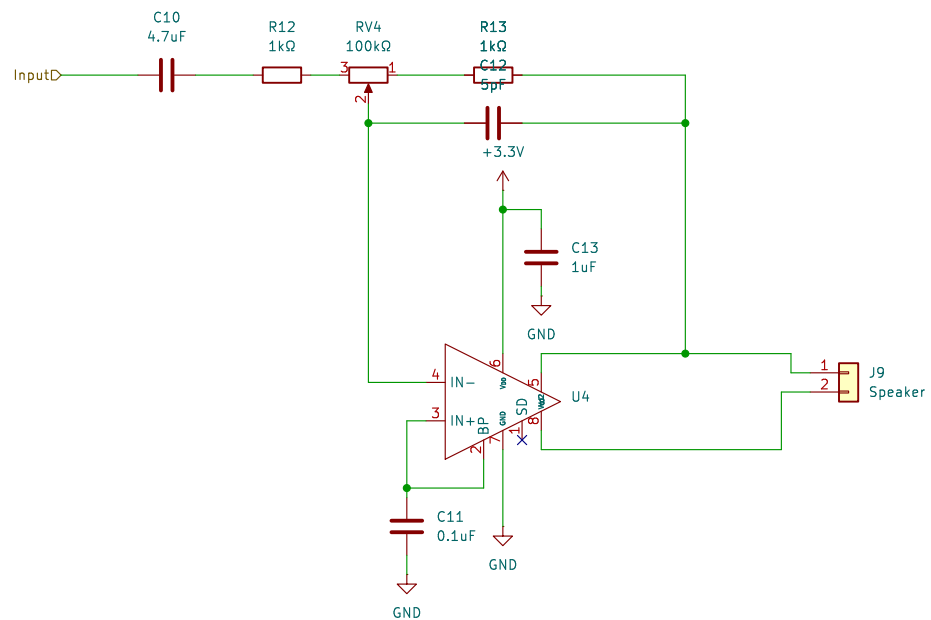 C10
4.7uF
R12
1kΩ
RV4
100kΩ
R13
1kΩ
C12
5pF
Input
3
1
2
+3.3V
C13
1uF
GND
6
VDD
4
IN-
5
U4
3
IN+
BP
GND
SD
8
2
7
1
J9
Speaker
1
2
C11
0.1uF
GND
GND